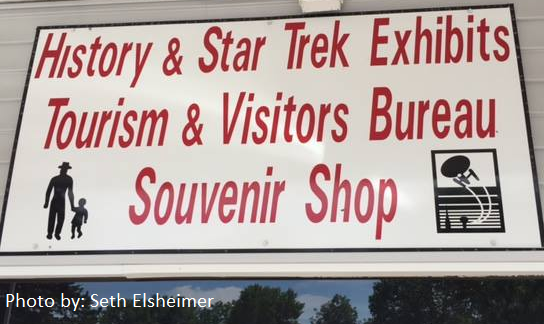 History & Star Trek Exhibits
Tourism & Visitors Bureau
Souvenir Shop
Photo by: Seth Elsheimer